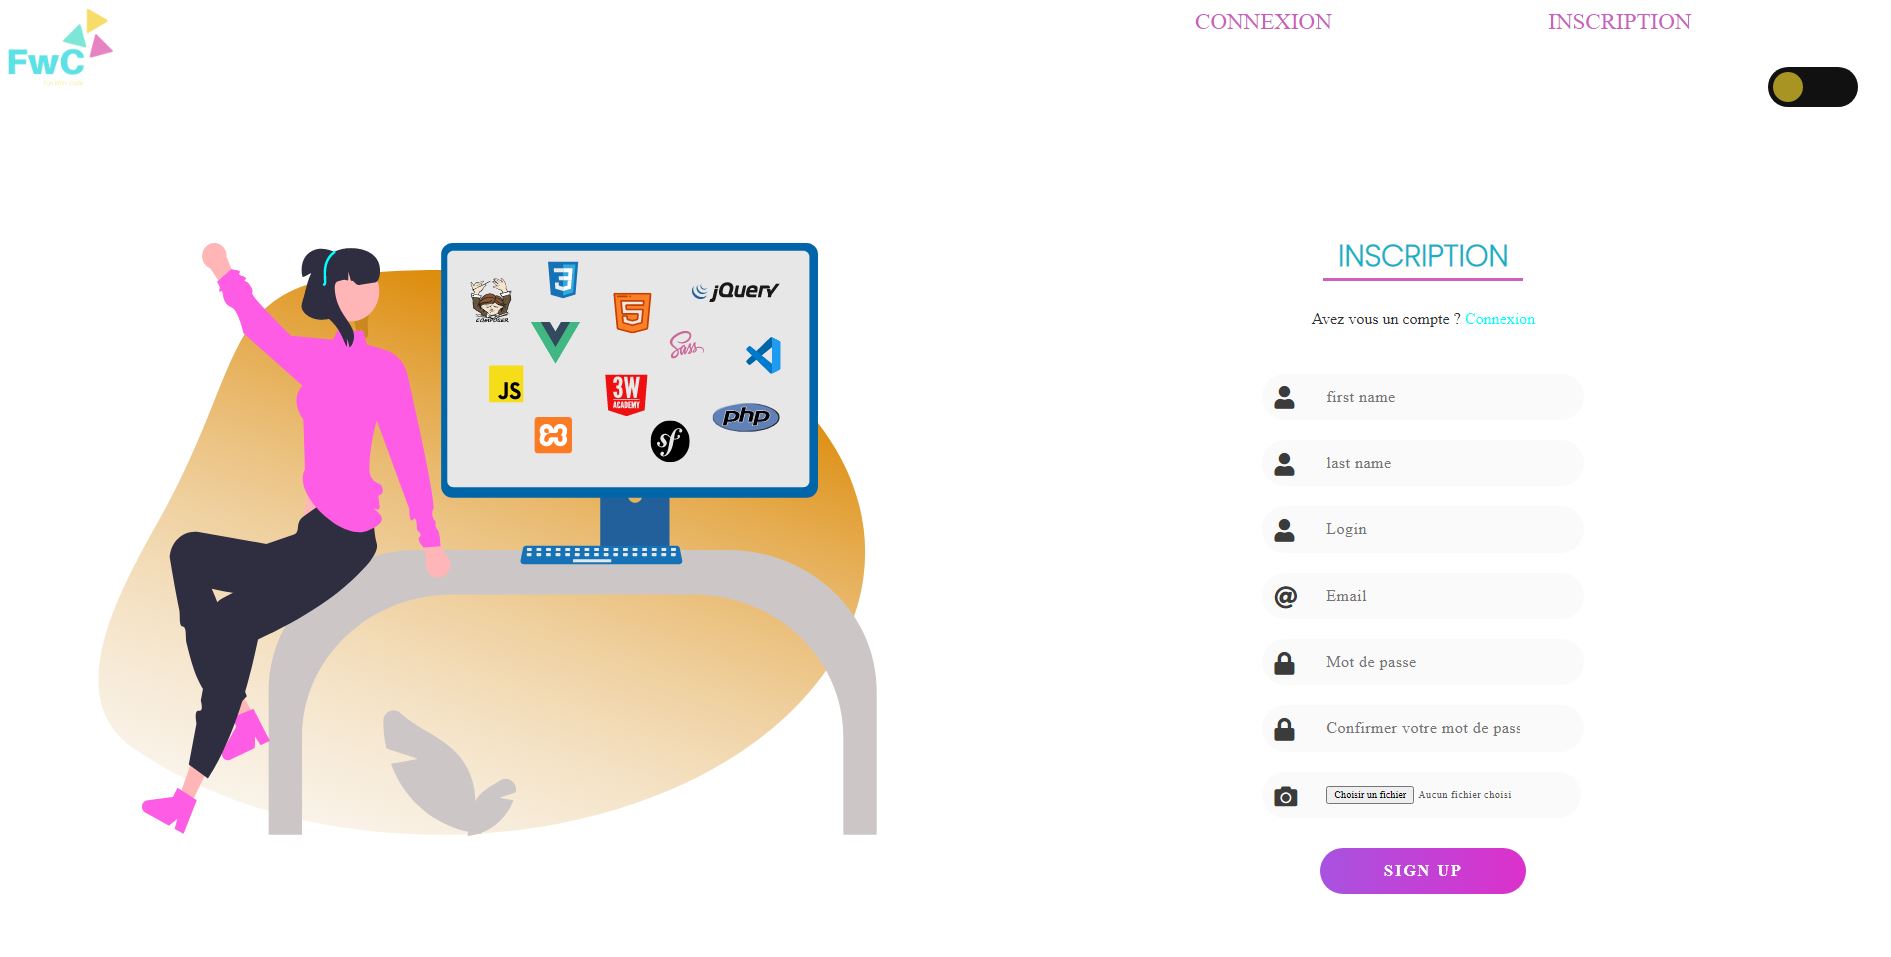 CONNEXION INSCRIPTION
FwC
INSCRIPTION
Avez vous un compte ? Connexion
3
5
jQuery
COMPOSER
Sass
JS
3W
ACADEMY
php
sf
first name
last name
Login
@ Email
Mot de passe
Confirmer votre mot de pass
Choisir un fichier Aucun fichier choisi
SIGN UP